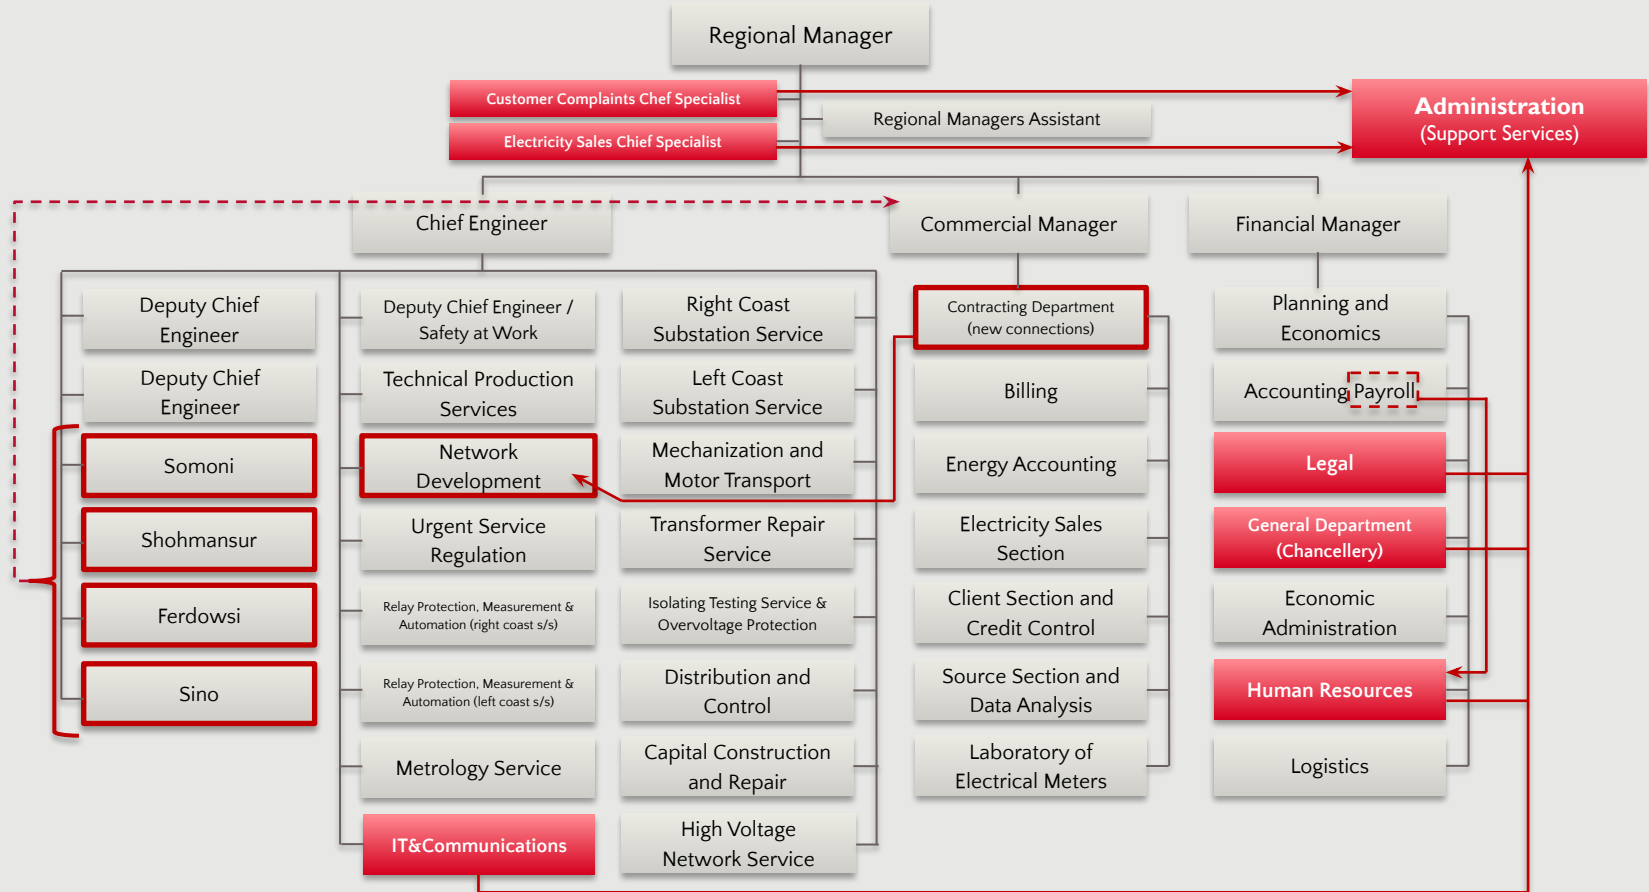 Regional Manager
Customer Complaints Chef Specialist
Regional Managers Assistant
Electricity Sales Chief Specialist
Administration
(Support Services)
Chief Engineer
Commercial Manager
Financial Manager
Deputy Chief
Engineer
Deputy Chief
Engineer
Somoni
Shohmansur
Ferdowsi
Sino
Deputy Chief Engineer /
Safety at Work
Technical Production
Services
Network
Development
Urgent Service
Regulation
Relay Protection, Measurement &
Automation (right coast s/s)
Relay Protection, Measurement &
Automation (left coast s/s)
Metrology Service
IT&Communications
Right Coast
Substation Service
Left Coast
Substation Service
Mechanization and
Motor Transport
Transformer Repair
Service
Isolating Testing Service &
Overvoltage Protection
Distribution and
Control
Capital Construction
and Repair
High Voltage
Network Service
Contracting Department
(new connections)
Billing
Energy Accounting
Electricity Sales
Section
Client Section and
Credit Control
Source Section and
Data Analysis
Laboratory of
Electrical Meters
Planning and
Economics
Accounting Payroll
Legal
General Department
(Chancellery)
Economic
Administration
Human Resources
Logistics